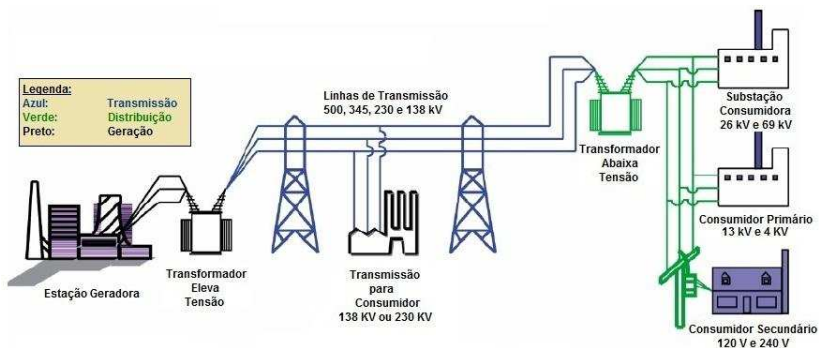 Legenda:
Azul: Transmissão
Verde: Distribuição
Preto: Geração
Estação Geradora
Transformador
Eleva
Tensão
Linhas de Transmissão
500, 345, 230 e 138 kV
Transmissão
para
Consumidor
138 KV ou 230 KV
Transformador
Abaixa
Tensão
Substação
Consumidora
26 kV e 69 kV
Consumidor Primário
13 kV e 4 KV
Consumidor Secundário
120 V e 240 V